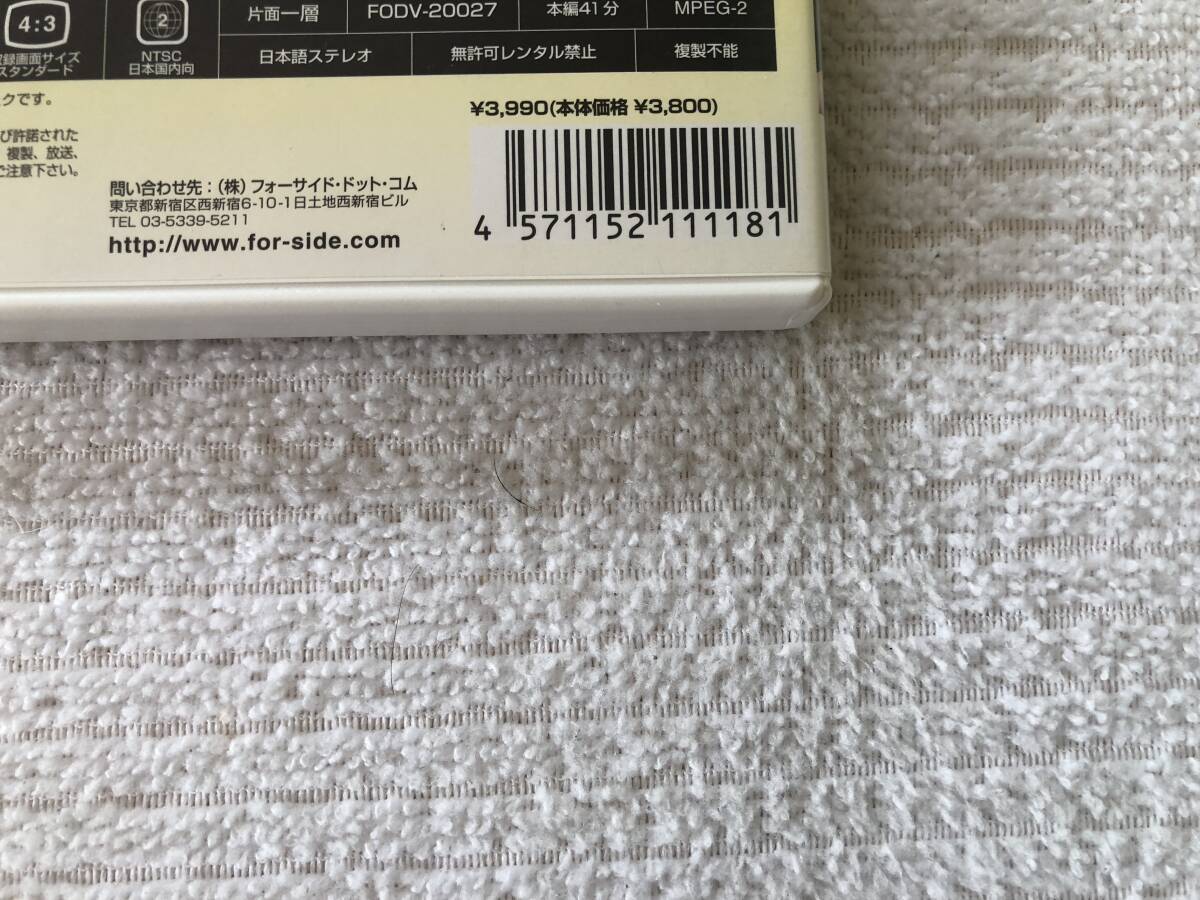 4:3
収録画面サイズ
スタンダード
2
NTSC
日本国内向
片面一層
FODV-20027
本編41分
MPEG-2
日本語ステレオ
無許可レンタル禁止
複製不能
クです。
び許諾された
複製、放送、
ご注意下さい。
¥3,990(本体価格 ¥3,800)
問い合わせ先:(株)フォーサイド・ドット・コム
東京都新宿区西新宿6-10-1日土地西新宿ビル
TEL 03-5339-5211
http://www.for-side.com
4 571152 111181